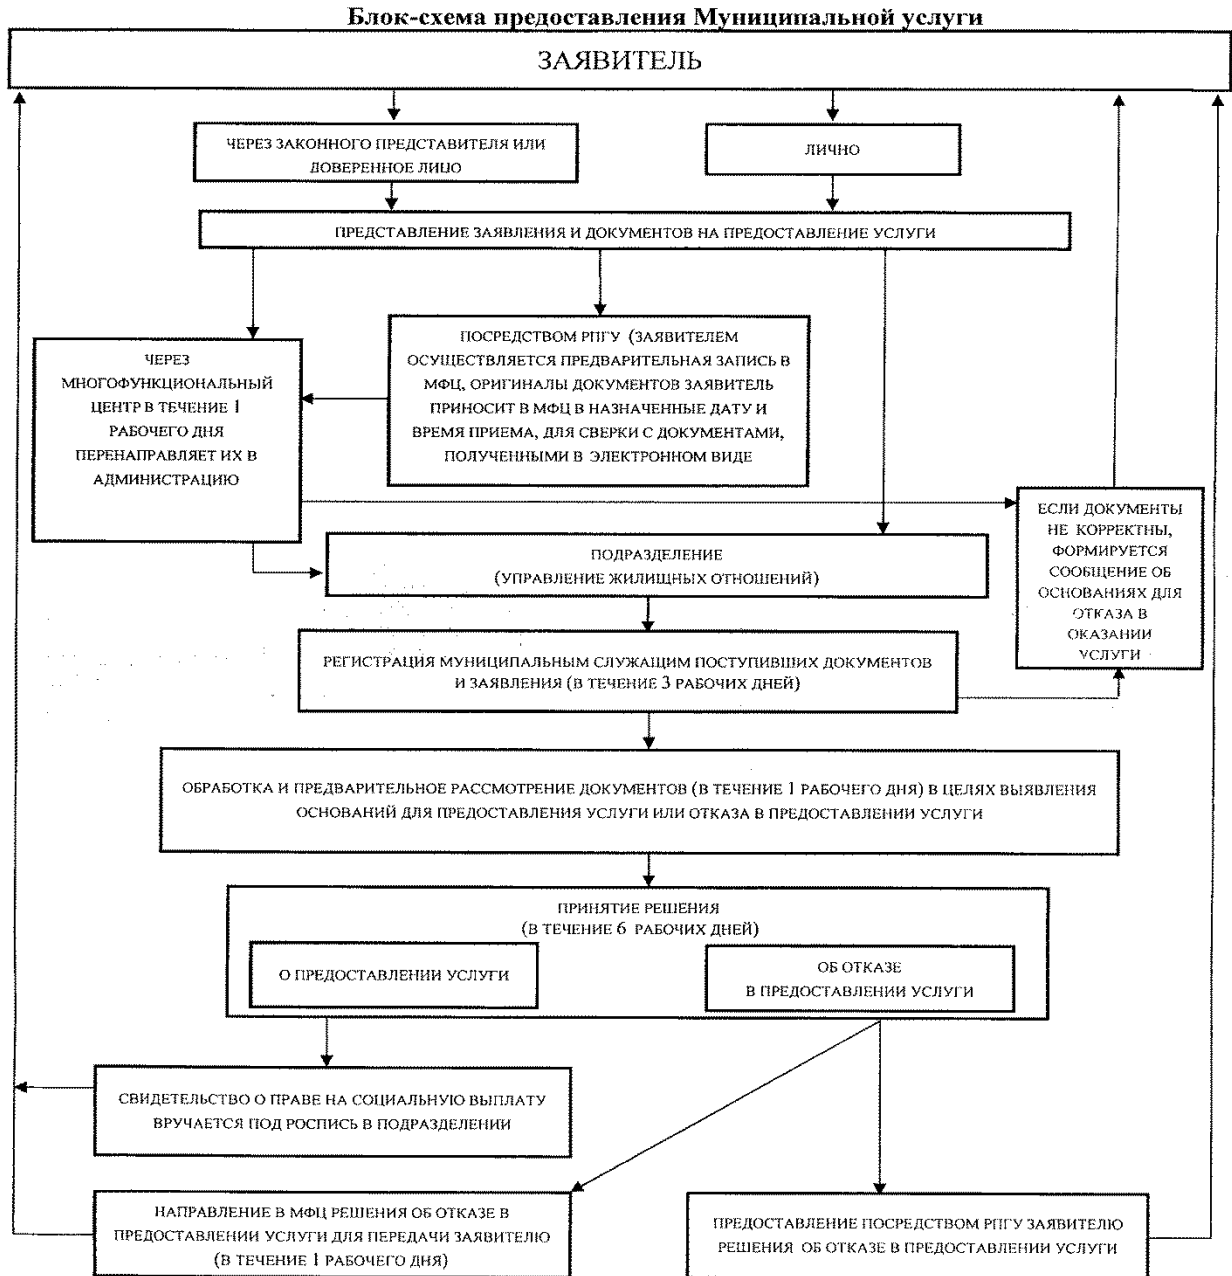 Блок-схема предоставления Муниципальной услуги
ЗАЯВИТЕЛЬ
ЧЕРЕЗ ЗАКОННОГО ПРЕДСТАВИТЕЛЯ ИЛИ
ДОВЕРЕННОЕ ЛИЦО
ЛИЧНО
ПРЕДСТАВЛЕНИЕ ЗАЯВЛЕНИЯ И ДОКУМЕНТОВ НА ПРЕДОСТАВЛЕНИЕ УСЛУГИ
ЧЕРЕЗ
МНОГОФУНКЦИОНАЛЬНЫЙ
ЦЕНТР В ТЕЧЕНИЕ 1
РАБОЧЕГО ДНЯ
ПЕРЕНАПРАВЛЯЕТ ИХ В
АДМИНИСТРАЦИЮ
ПОСРЕДСТВОМ РПГУ (ЗАЯВИТЕЛЕМ
ОСУЩЕСТВЛЯЕТСЯ ПРЕДВАРИТЕЛЬНАЯ ЗАПИСЬ В
МФЦ, ОРИГИНАЛЫ ДОКУМЕНТОВ ЗАЯВИТЕЛЬ
ПРИНОСИТ В МФЦ В НАЗНАЧЕННЫЕ ДАТУ И
ВРЕМЯ ПРИЕМА, ДЛЯ СВЕРКИ С ДОКУМЕНТАМИ,
ПОЛУЧЕННЫМИ В ЭЛЕКТРОННОМ ВИДЕ
ЕСЛИ ДОКУМЕНТЫ
НЕ КОРРЕКТНЫ,
ФОРМИРУЕТСЯ
СООБЩЕНИЕ ОБ
ОСНОВАНИЯХ ДЛЯ
ОТКАЗА В
ОКАЗАНИИ
УСЛУГИ
ПОДРАЗДЕЛЕНИЕ
(УПРАВЛЕНИЕ ЖИЛИЩНЫХ ОТНОШЕНИЙ)
РЕГИСТРАЦИЯ МУНИЦИПАЛЬНЫМ СЛУЖАЩИМ ПОСТУПИВШИХ ДОКУМЕНТОВ
И ЗАЯВЛЕНИЯ (В ТЕЧЕНИЕ 3 РАБОЧИХ ДНЕЙ)
ОБРАБОТКА И ПРЕДВАРИТЕЛЬНОЕ РАССМОТРЕНИЕ ДОКУМЕНТОВ (В ТЕЧЕНИЕ 1 РАБОЧЕГО ДНЯ) В ЦЕЛЯХ ВЫЯВЛЕНИЯ
ОСНОВАНИЙ ДЛЯ ПРЕДОСТАВЛЕНИЯ УСЛУГИ ИЛИ ОТКАЗА В ПРЕДОСТАВЛЕНИИ УСЛУГИ
ПРИНЯТИЕ РЕШЕНИЯ
(В ТЕЧЕНИЕ 6 РАБОЧИХ ДНЕЙ)
О ПРЕДОСТАВЛЕНИИ УСЛУГИ
ОБ ОТКАЗЕ
В ПРЕДОСТАВЛЕНИИ УСЛУГИ
СВИДЕТЕЛЬСТВО О ПРАВЕ НА СОЦИАЛЬНУЮ ВЫПЛАТУ
ВРУЧАЕТСЯ ПОД РОСПИСЬ В ПОДРАЗДЕЛЕНИИ
НАПРАВЛЕНИЕ В МФЦ РЕШЕНИЯ ОБ ОТКАЗЕ В
ПРЕДОСТАВЛЕНИИ УСЛУГИ ДЛЯ ПЕРЕДАЧИ ЗАЯВИТЕЛЮ
(В ТЕЧЕНИЕ 1 РАБОЧЕГО ДНЯ)
ПРЕДОСТАВЛЕНИЕ ПОСРЕДСТВОМ РПГУ ЗАЯВИТЕЛЮ
РЕШЕНИЯ ОБ ОТКАЗЕ В ПРЕДОСТАВЛЕНИИ УСЛУГИ